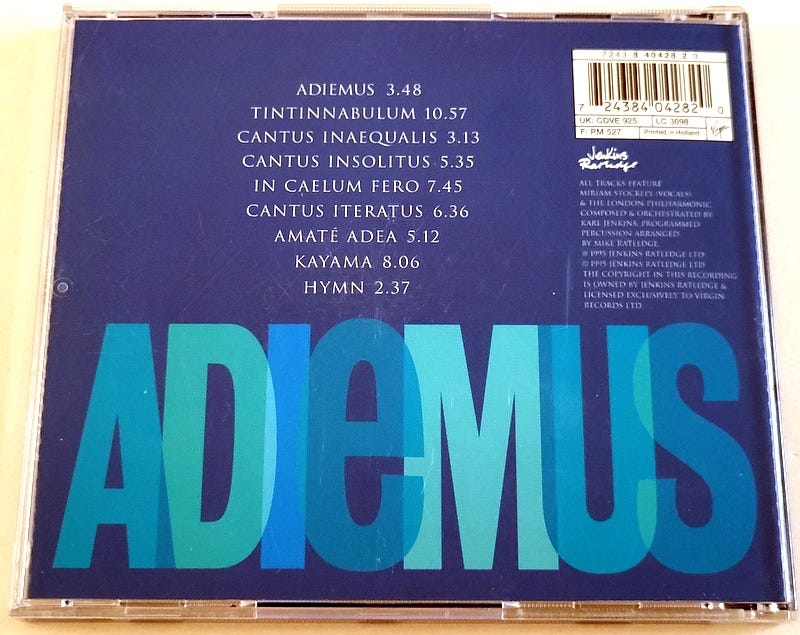 ADIEMUS 3.48
TINTINNABULUM 10.57
CANTUS INAEQUALIS 3.13
CANTUS INSOLITUS 5.35
IN CAELUM FERO 7.45
CANTUS ITERATUS 6.36
AMATÉ ADEA 5.12
KAYAMA 8.06
HYMN 2.37
7243 8 40428 2 0
7 24384 04282 0
UK: CDVE 925 LC 3098
F: PM 527 Printed in Holland
Virgin
Jenkins
Ratledge
ALL TRACKS FEATURE
MIRIAM STOCKLEY (VOCALS)
& THE LONDON PHILHARMONIC
COMPOSED & ORCHESTRATED BY
KARL JENKINS. PROGRAMMED
PERCUSSION ARRANGED
BY MIKE RATLEDGE.
℗ 1995 JENKINS RATLEDGE LTD
© 1995 JENKINS RATLEDGE LTD
THE COPYRIGHT IN THIS RECORDING
IS OWNED BY JENKINS RATLEDGE &
LICENSED EXCLUSIVELY TO VIRGIN
RECORDS LTD.
ADIeMUS